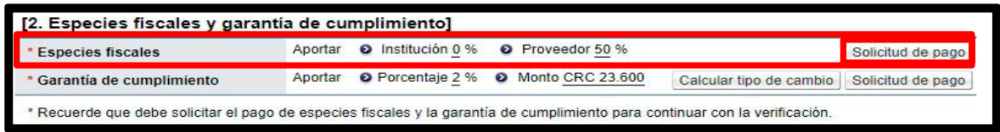 [2. Especies fiscales y garantía de cumplimiento]
* Especies fiscales Aportar Institución 0 % Proveedor 50 % Solicitud de pago
* Garantía de cumplimiento Aportar Porcentaje 2 % Monto CRC 23.600 Calcular tipo de cambio Solicitud de pago
* Recuerde que debe solicitar el pago de especies fiscales y la garantía de cumplimiento para continuar con la verificación.